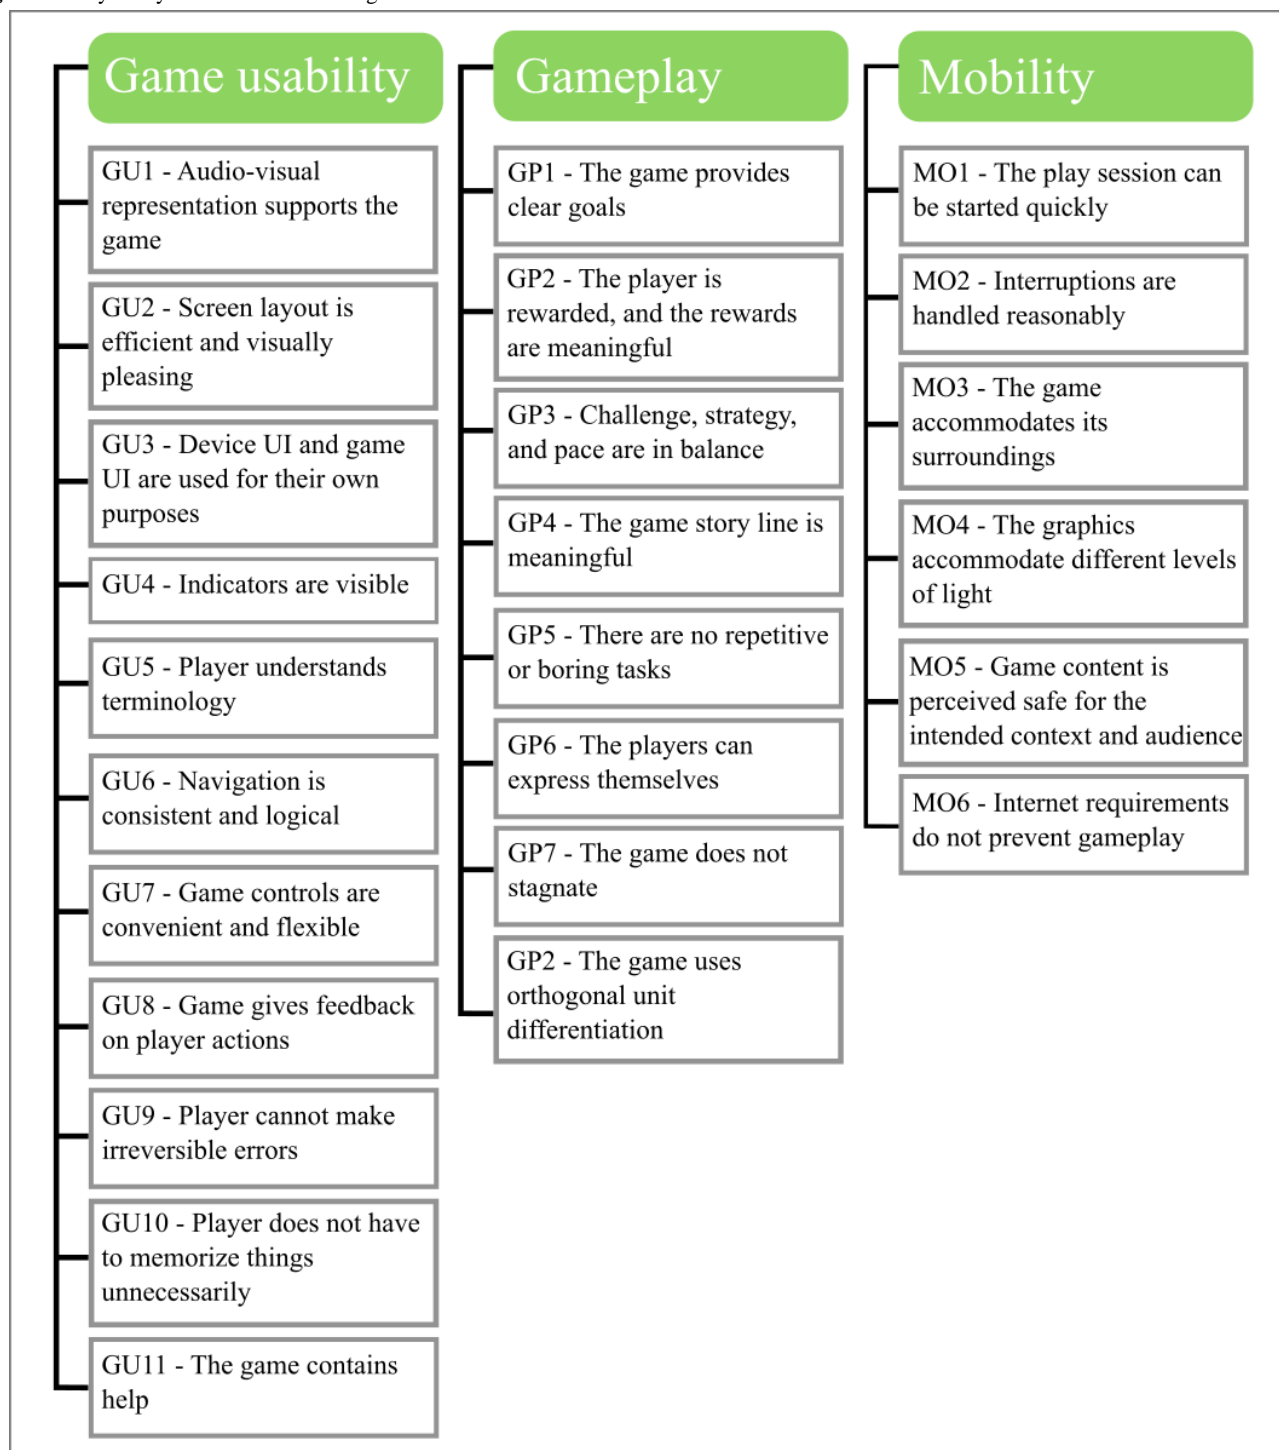 Game usability
GU1 - Audio-visual
representation supports the
game
GU2 - Screen layout is
efficient and visually
pleasing
GU3 - Device UI and game
UI are used for their own
purposes
GU4 - Indicators are visible
GU5 - Player understands
terminology
GU6 - Navigation is
consistent and logical
GU7 - Game controls are
convenient and flexible
GU8 - Game gives feedback
on player actions
GU9 - Player cannot make
irreversible errors
GU10 - Player does not have
to memorize things
unnecessarily
GU11 - The game contains
help
Gameplay
GP1 - The game provides
clear goals
GP2 - The player is
rewarded, and the rewards
are meaningful
GP3 - Challenge, strategy,
and pace are in balance
GP4 - The game story line is
meaningful
GP5 - There are no repetitive
or boring tasks
GP6 - The players can
express themselves
GP7 - The game does not
stagnate
GP2 - The game uses
orthogonal unit
differentiation
Mobility
MO1 - The play session can
be started quickly
MO2 - Interruptions are
handled reasonably
MO3 - The game
accommodates its
surroundings
MO4 - The graphics
accommodate different levels
of light
MO5 - Game content is
perceived safe for the
intended context and audience
MO6 - Internet requirements
do not prevent gameplay